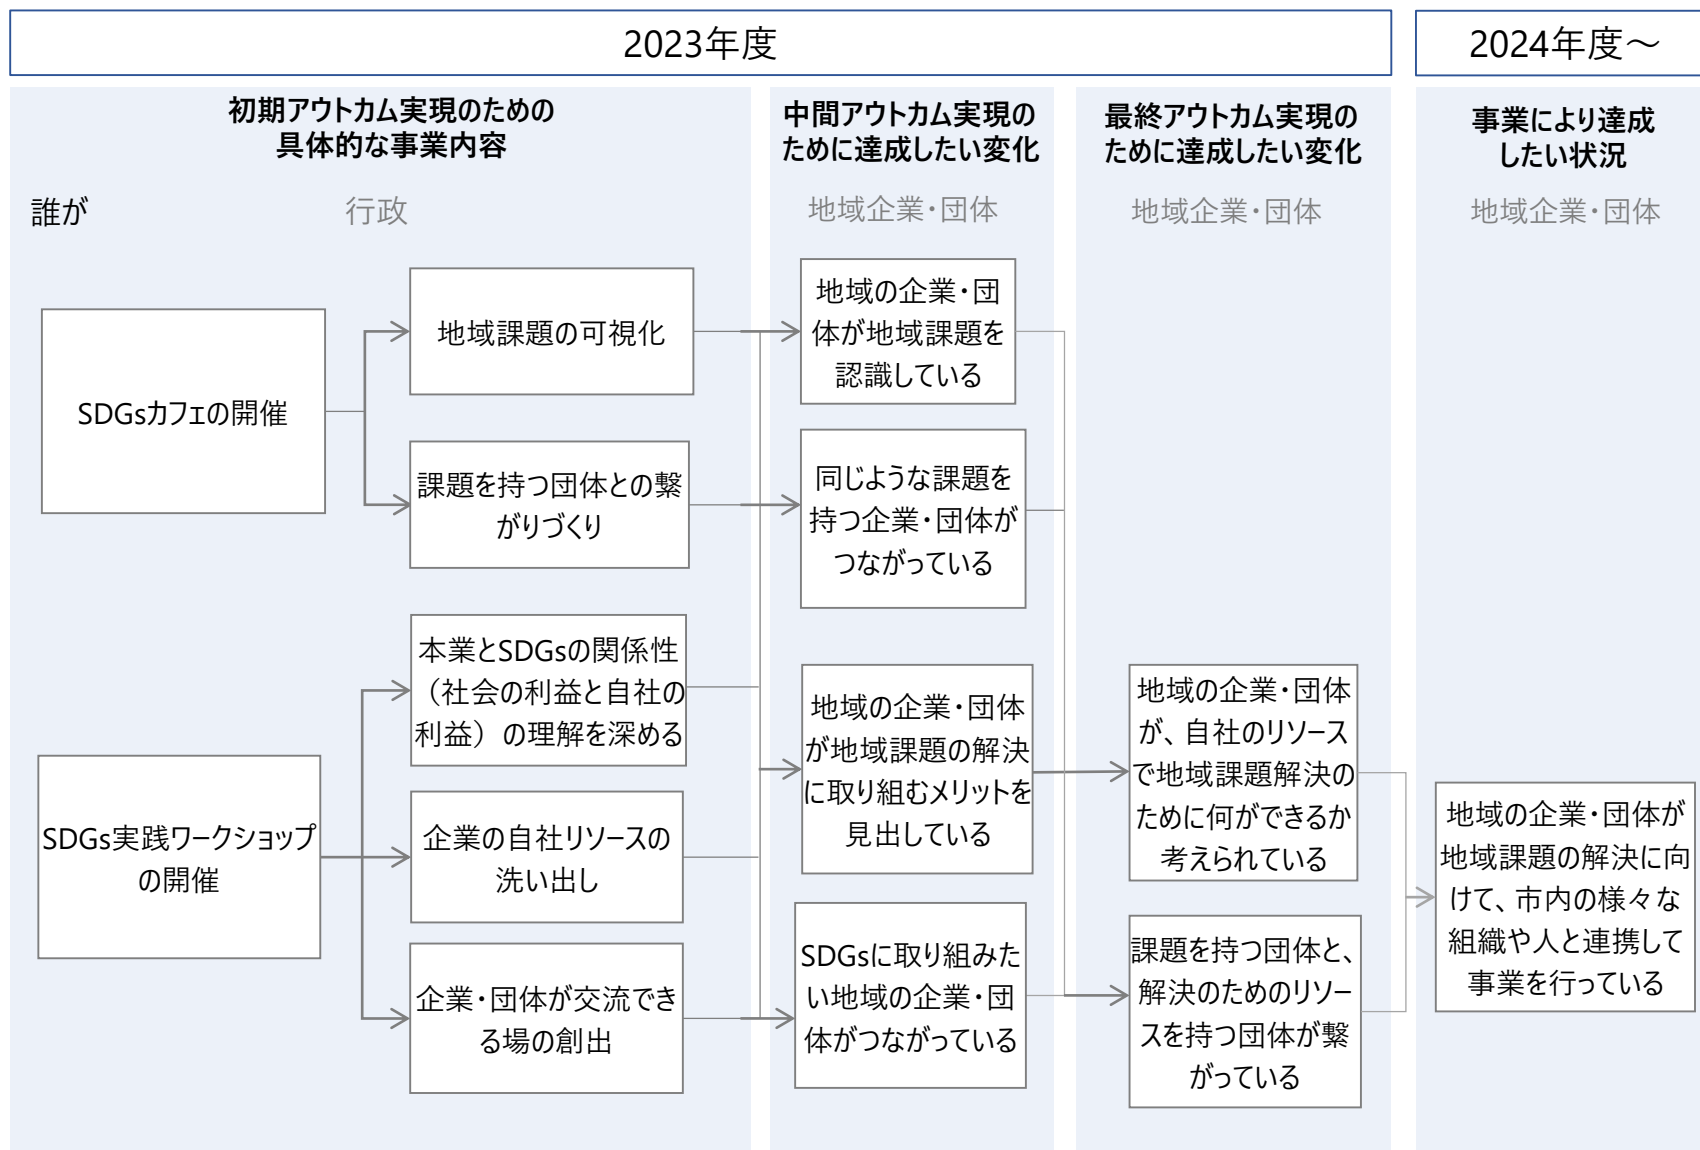 2023年度
2024年度～
初期アウトカム実現のための
具体的な事業内容
中間アウトカム実現の
ために達成したい変化
最終アウトカム実現の
ために達成したい変化
事業により達成
したい状況
誰が
行政
地域企業・団体
地域企業・団体
地域企業・団体
SDGsカフェの開催
地域課題の可視化
課題を持つ団体との繋
がりづくり
地域の企業・団
体が地域課題を
認識している
同じような課題を
持つ企業・団体が
つながっている
SDGs実践ワークショップ
の開催
本業とSDGsの関係性
（社会の利益と自社の
利益）の理解を深める
企業の自社リソースの
洗い出し
企業・団体が交流でき
る場の創出
地域の企業・団体
が地域課題の解決
に取り組むメリットを
見出している
SDGsに取り組みた
い地域の企業・団
体がつながっている
地域の企業・団体
が、自社のリソース
で地域課題解決の
ために何ができるか
考えられている
課題を持つ団体と、
解決のためのリソー
スを持つ団体が繋
がっている
地域の企業・団体が
地域課題の解決に向
けて、市内の様々な
組織や人と連携して
事業を行っている